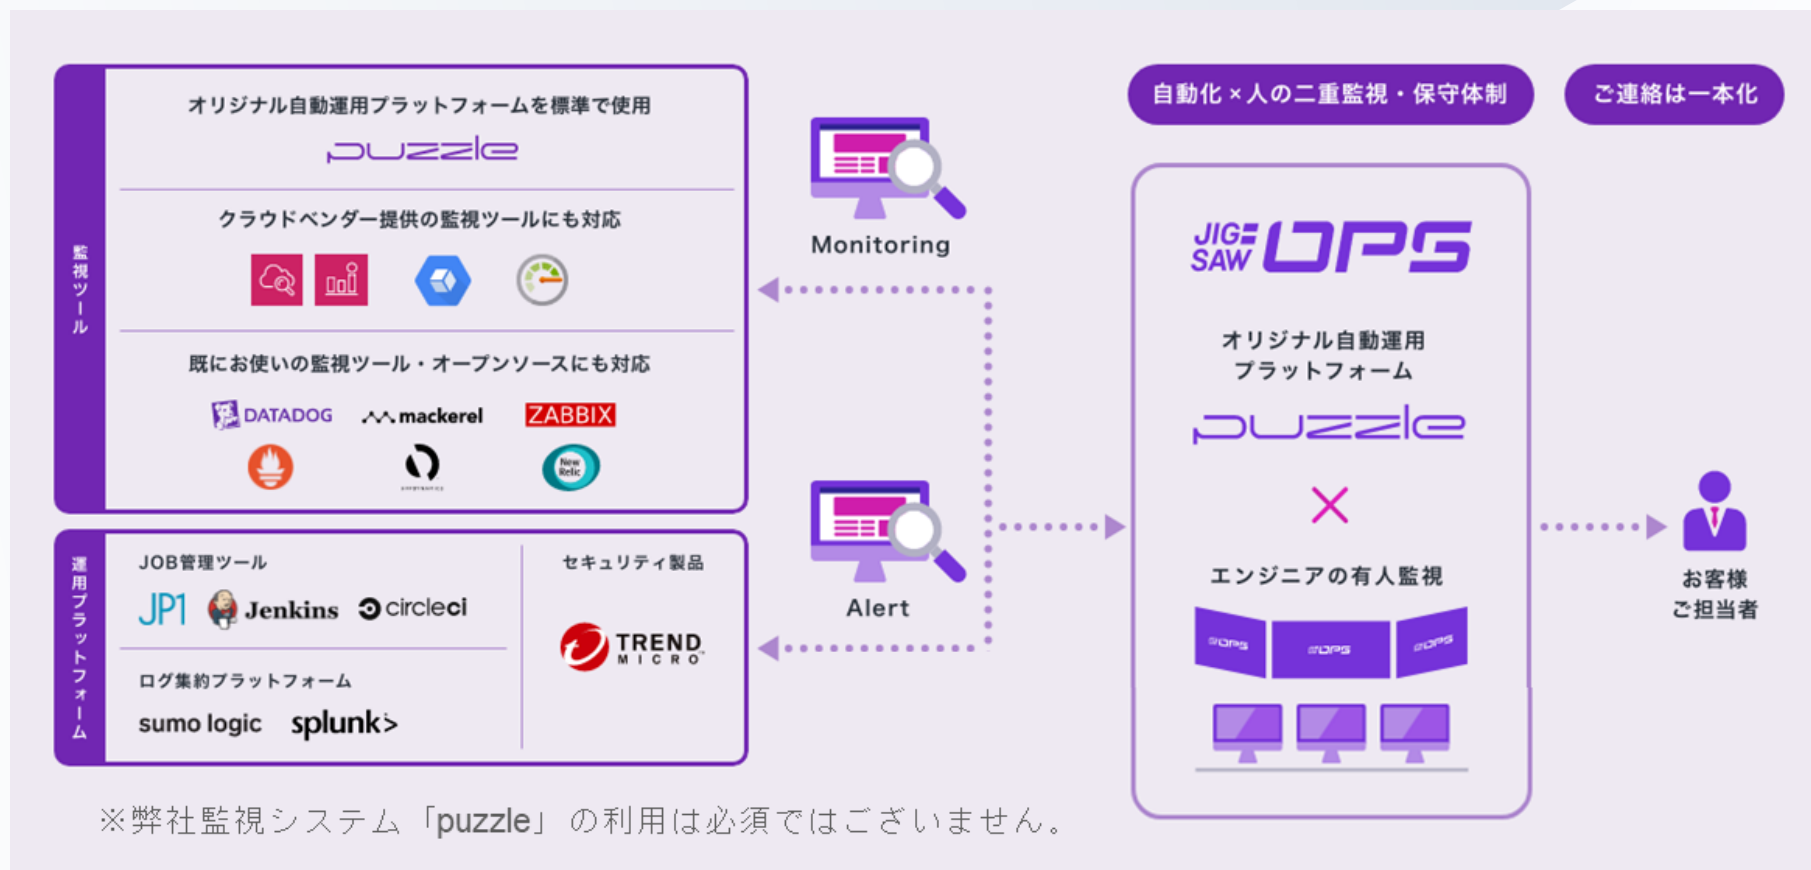 監視ツール
オリジナル自動運用プラットフォームを標準で使用
puzzle
クラウドベンダー提供の監視ツールにも対応
既にお使いの監視ツール・オープンソースにも対応
DATADOG
mackerel
ZABBIX
APPDYNAMICS
New
Relic
運用プラットフォーム
JOB管理ツール
JP1
Jenkins
circleci
ログ集約プラットフォーム
sumo logic
splunk>
セキュリティ製品
TREND
MICRO
Monitoring
Alert
自動化×人の二重監視・保守体制
JIG-SAW OPS
オリジナル自動運用
プラットフォーム
puzzle
×
エンジニアの有人監視
OPS
OPS
OPS
ご連絡は一本化
お客様
ご担当者
※弊社監視システム「puzzle」の利用は必須ではございません。